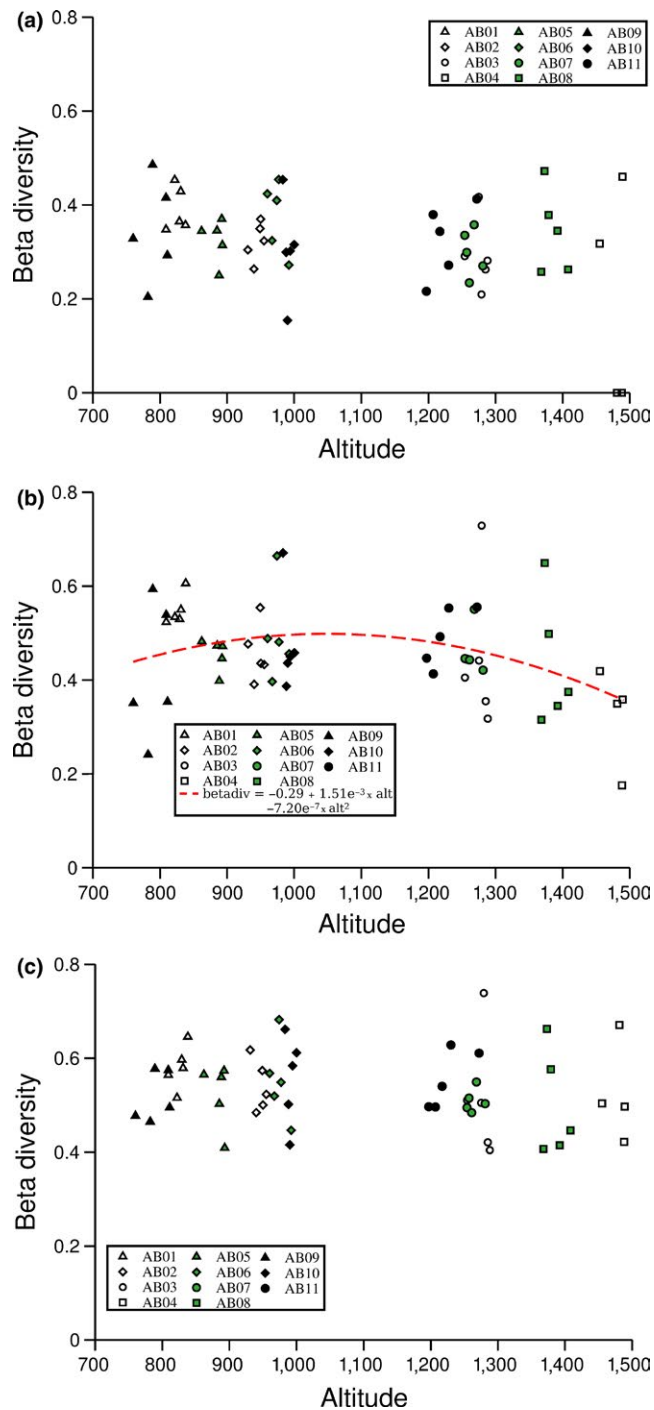 (a)
AB01 AB05 AB09
AB02 AB06 AB10
AB03 AB07 AB11
AB04 AB08
0.8
0.6
0.4
0.2
0
Beta diversity
700 800 900 1,000 1,100 1,200 1,300 1,400 1,500
Altitude
(b)
0.8
0.6
0.4
0.2
0
Beta diversity
AB01 AB05 AB09
AB02 AB06 AB10
AB03 AB07 AB11
AB04 AB08
betadiv = −0.29 + 1.51e⁻³ x alt
−7.20e⁻⁷ x alt²
700 800 900 1,000 1,100 1,200 1,300 1,400 1,500
Altitude
(c)
0.8
0.6
0.4
0.2
0
Beta diversity
AB01 AB05 AB09
AB02 AB06 AB10
AB03 AB07 AB11
AB04 AB08
700 800 900 1,000 1,100 1,200 1,300 1,400 1,500
Altitude